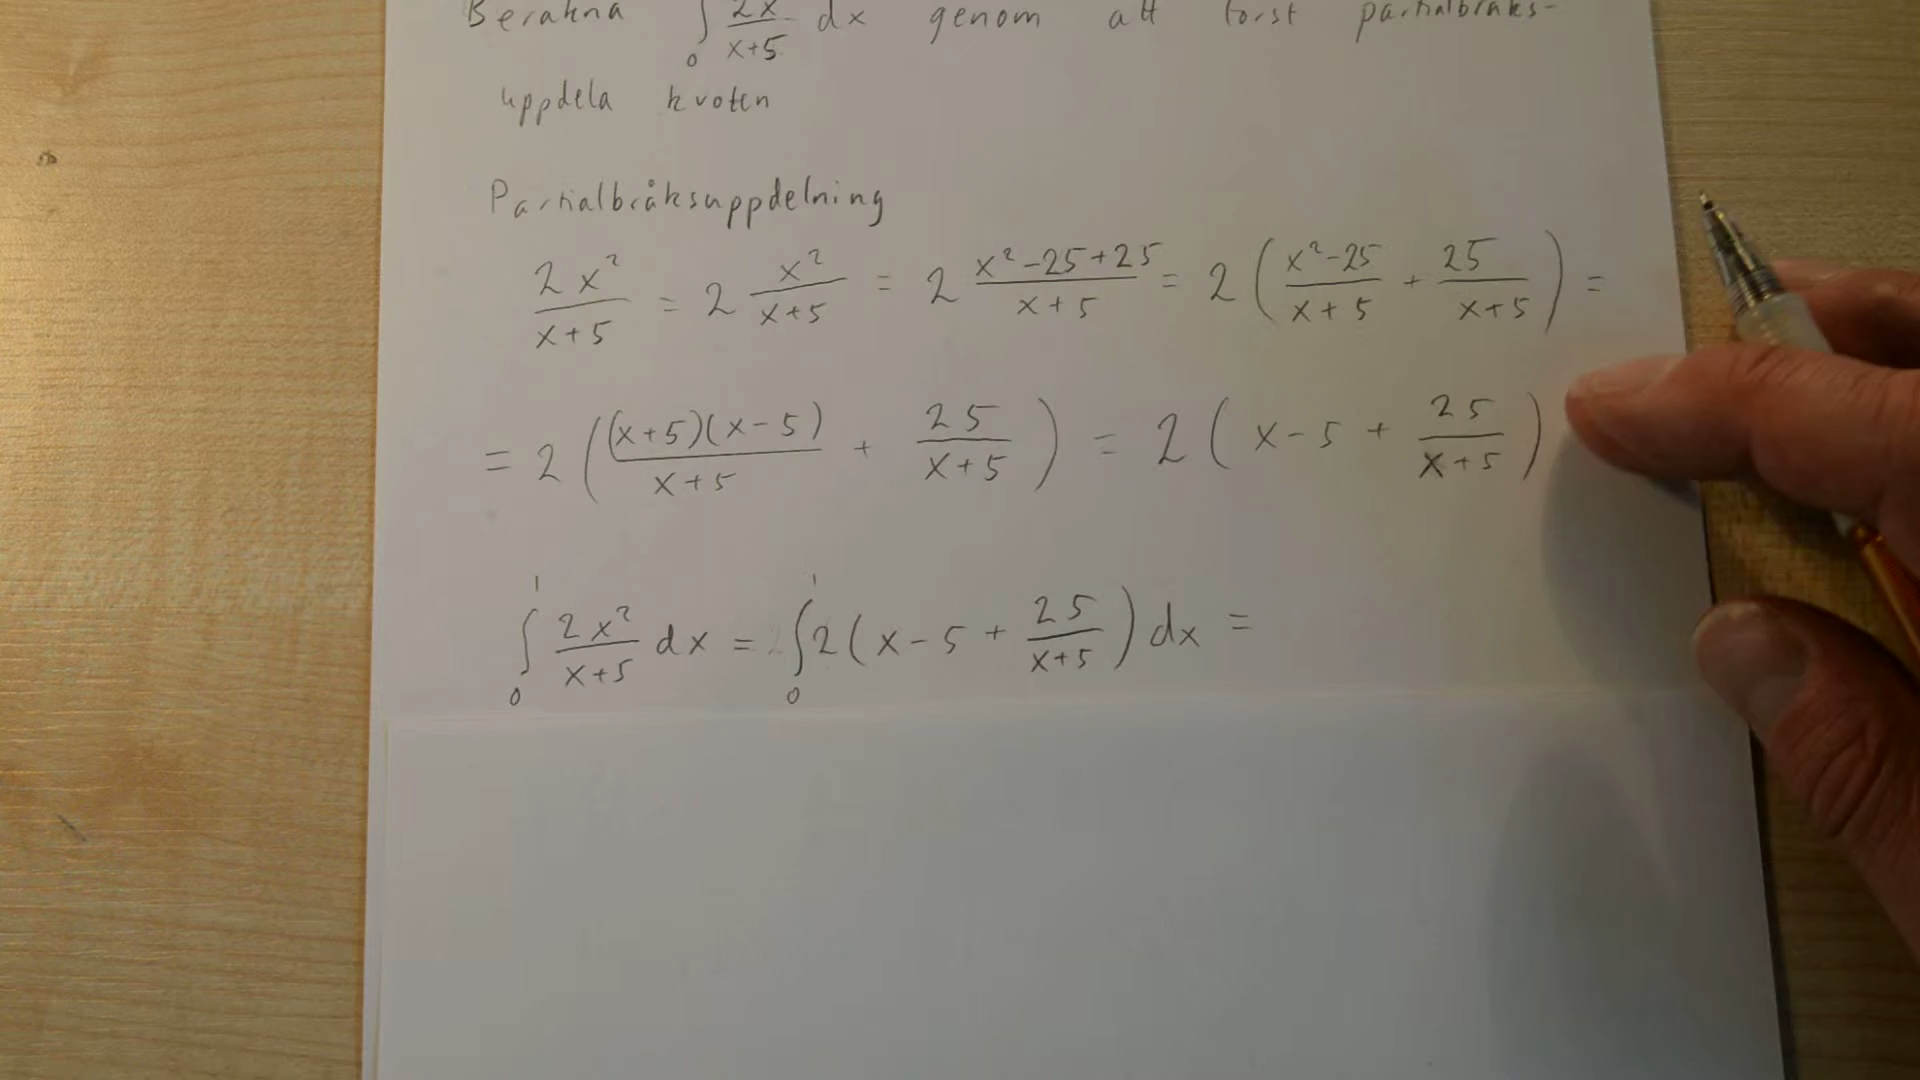 Beräkna ∫₀ 2x/(x+5) dx genom att först partialbråks-
uppdela kvoten
Partialbråksuppdelning
2x²/(x+5) = 2 x²/(x+5) = 2 (x²-25+25)/(x+5) = 2((x²-25)/(x+5) + 25/(x+5)) =
= 2((x+5)(x-5)/(x+5) + 25/(x+5)) = 2(x-5 + 25/(x+5))
∫₀¹ 2x²/(x+5) dx = ∫₀¹ 2(x-5 + 25/(x+5)) dx =